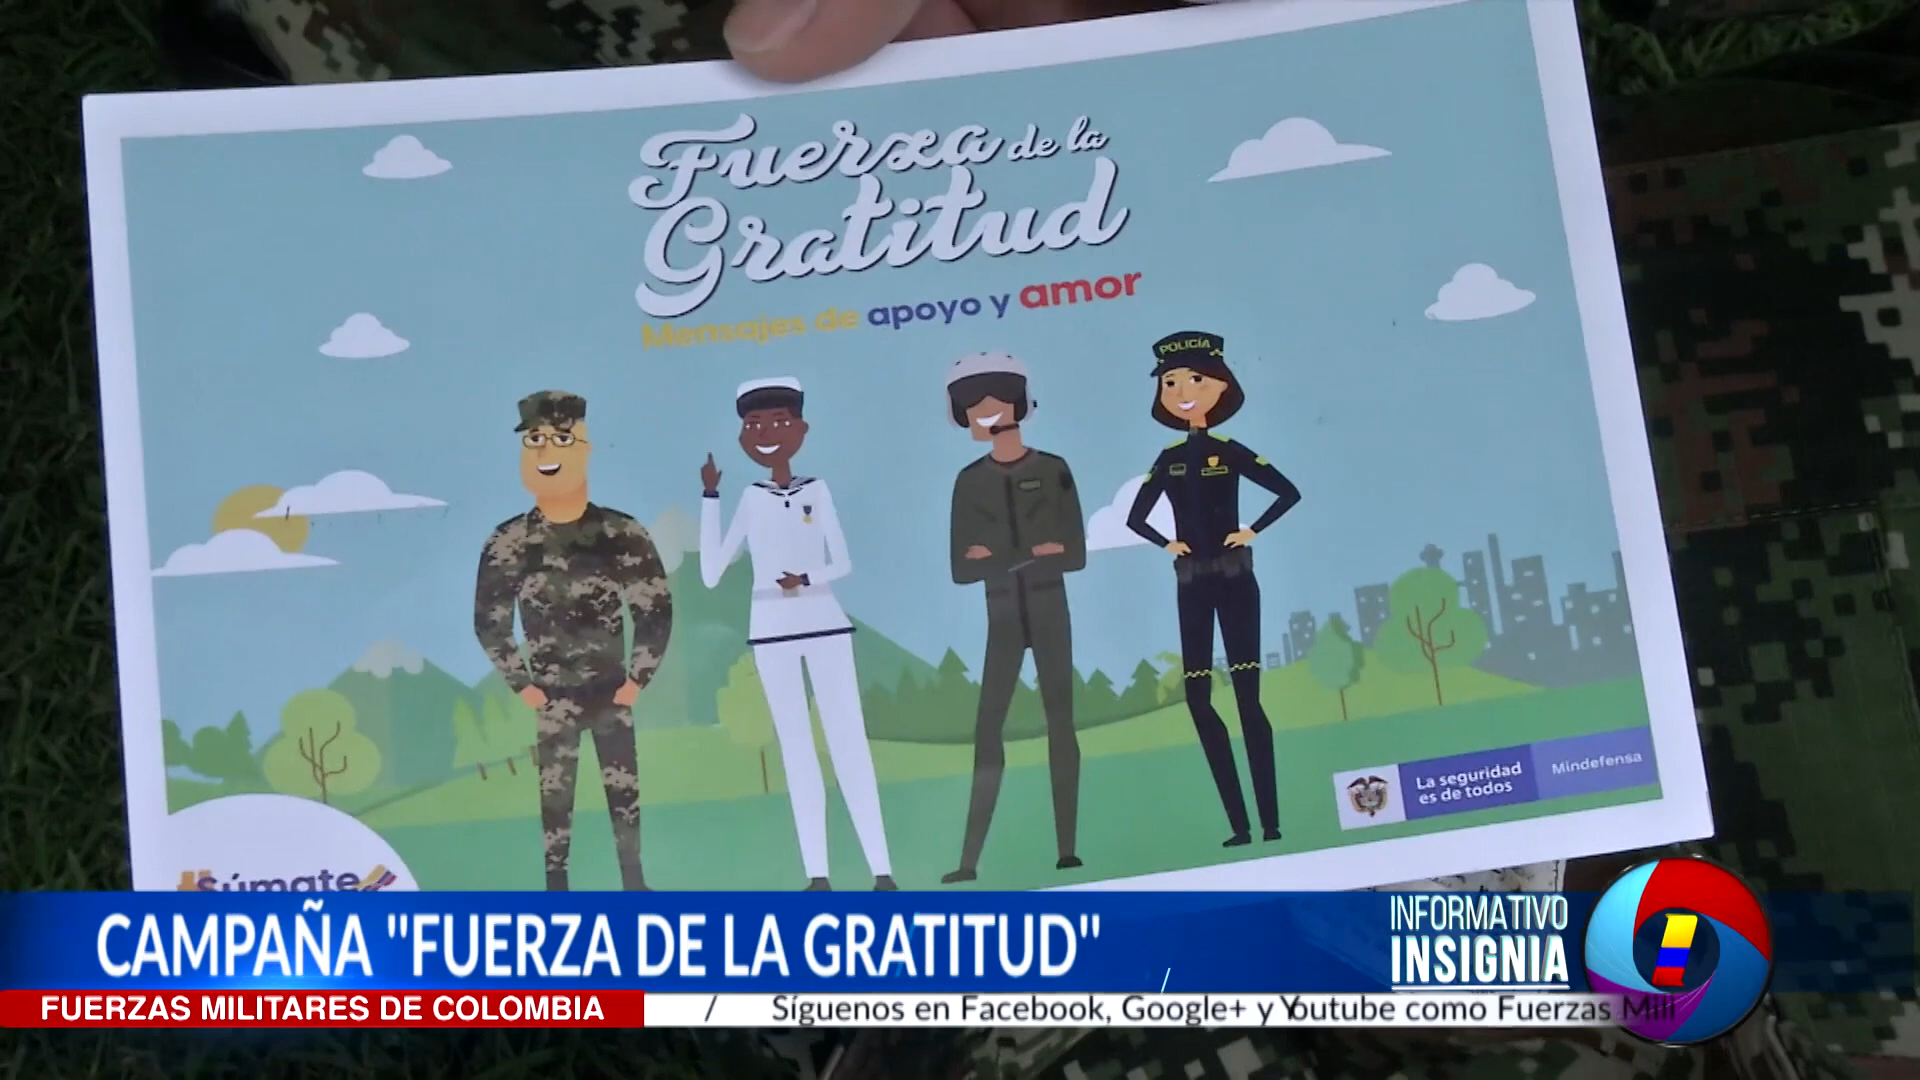 Fuerza de la
Gratitud
Mensajes de apoyo y amor
POLICÍA
La seguridad
es de todos
Mindefensa
#Súmate
CAMPAÑA "FUERZA DE LA GRATITUD"
INFORMATIVO
INSIGNIA
FUERZAS MILITARES DE COLOMBIA
/ Síguenos en Facebook, Google+ y Youtube como Fuerzas Mili